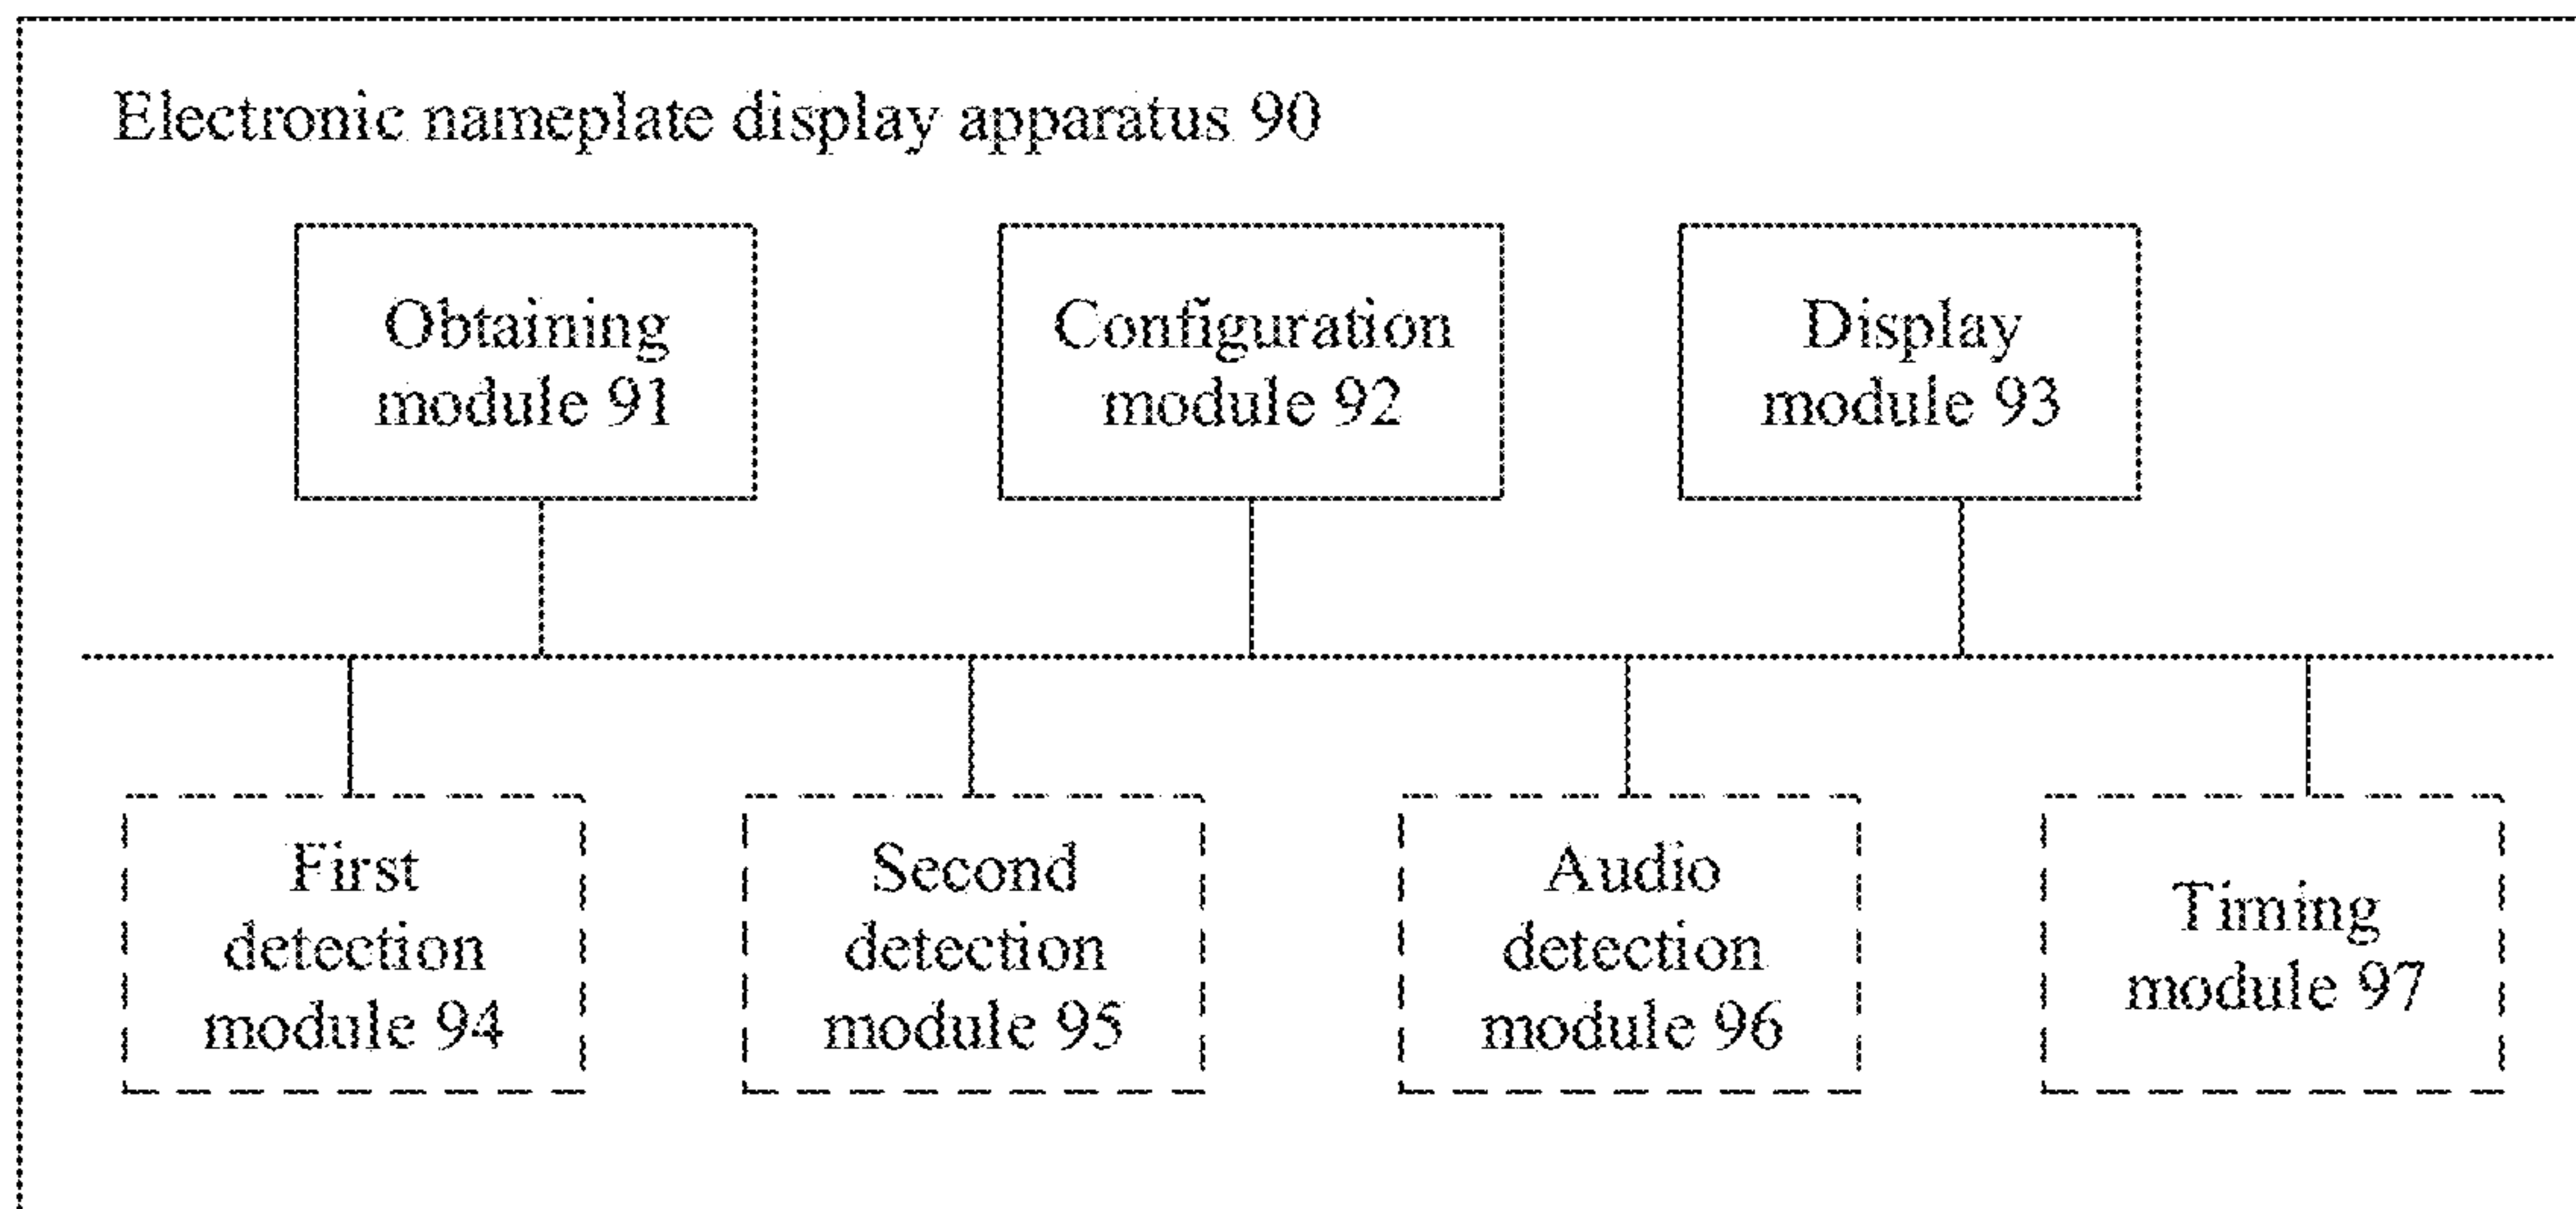 Electronic nameplate display apparatus 90
Obtaining
module 91
Configuration
module 92
Display
module 93
First
detection
module 94
Second
detection
module 95
Audio
detection
module 96
Timing
module 97